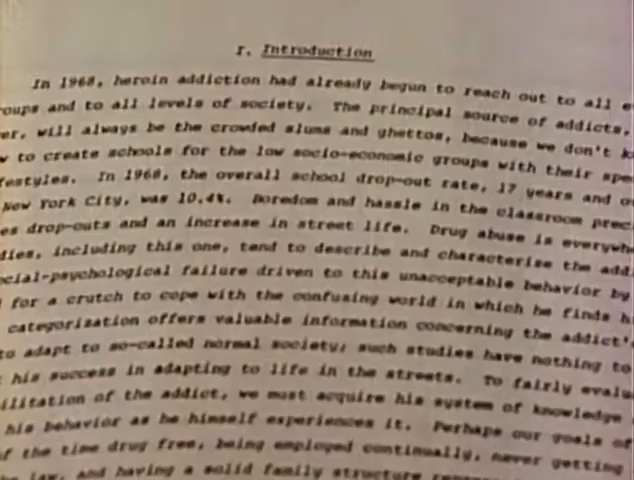 I. Introduction
In 1968, heroin addiction had already begun to reach out to all e
roups and to all levels of society. The principal source of addicts,
er, will always be the crowded slums and ghettos, because we don't k
w to create schools for the low socio-economic groups with their spe
festyles. In 1968, the overall school drop-out rate, 17 years and o
New York City, was 10.4%. Boredom and hassle in the classroom prec
es drop-outs and an increase in street life. Drug abuse is everywhe
dies, including this one, tend to describe and characterize the addi
ocial-psychological failure driven to this unacceptable behavior by
for a crutch to cope with the confusing world in which he finds h
categorization offers valuable information concerning the addict'
to adapt to so-called normal society; such studies have nothing to
his success in adapting to life in the streets. To fairly evalu
ilitation of the addict, we must acquire his system of knowledge
his behavior as he himself experiences it. Perhaps our goals of
f the time drug free, being employed continually, never getting
he law, and having a solid family structure